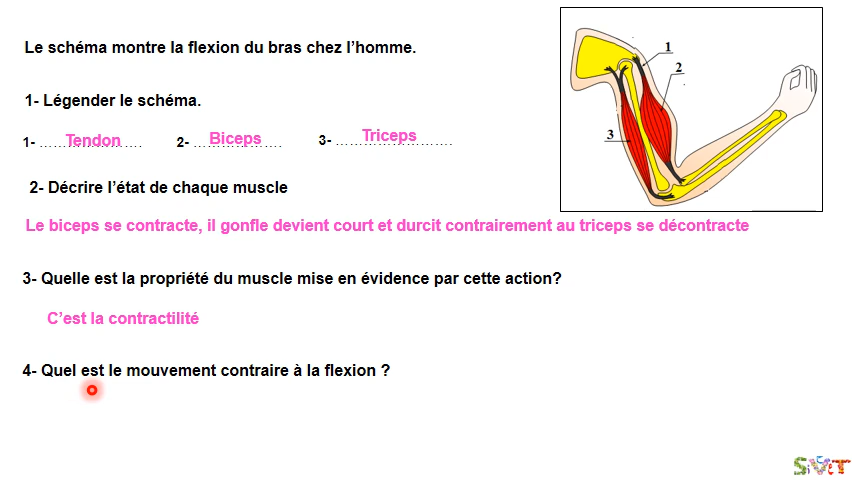 Le schéma montre la flexion du bras chez l’homme.
1
2
3
1- Légender le schéma.
1- ..................... Tendon 2- ................... Biceps 3- ......................... Triceps
2- Décrire l’état de chaque muscle
Le biceps se contracte, il gonfle devient court et durcit contrairement au triceps se décontracte
3- Quelle est la propriété du muscle mise en évidence par cette action?
C’est la contractilité
4- Quel est le mouvement contraire à la flexion ?